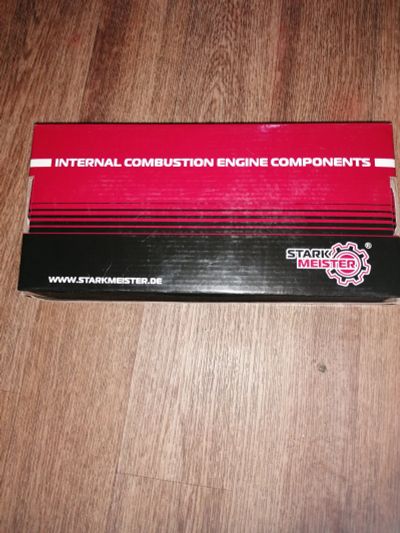 INTERNAL COMBUSTION ENGINE COMPONENTS
STARK ®
MEISTER
WWW.STARKMEISTER.DE